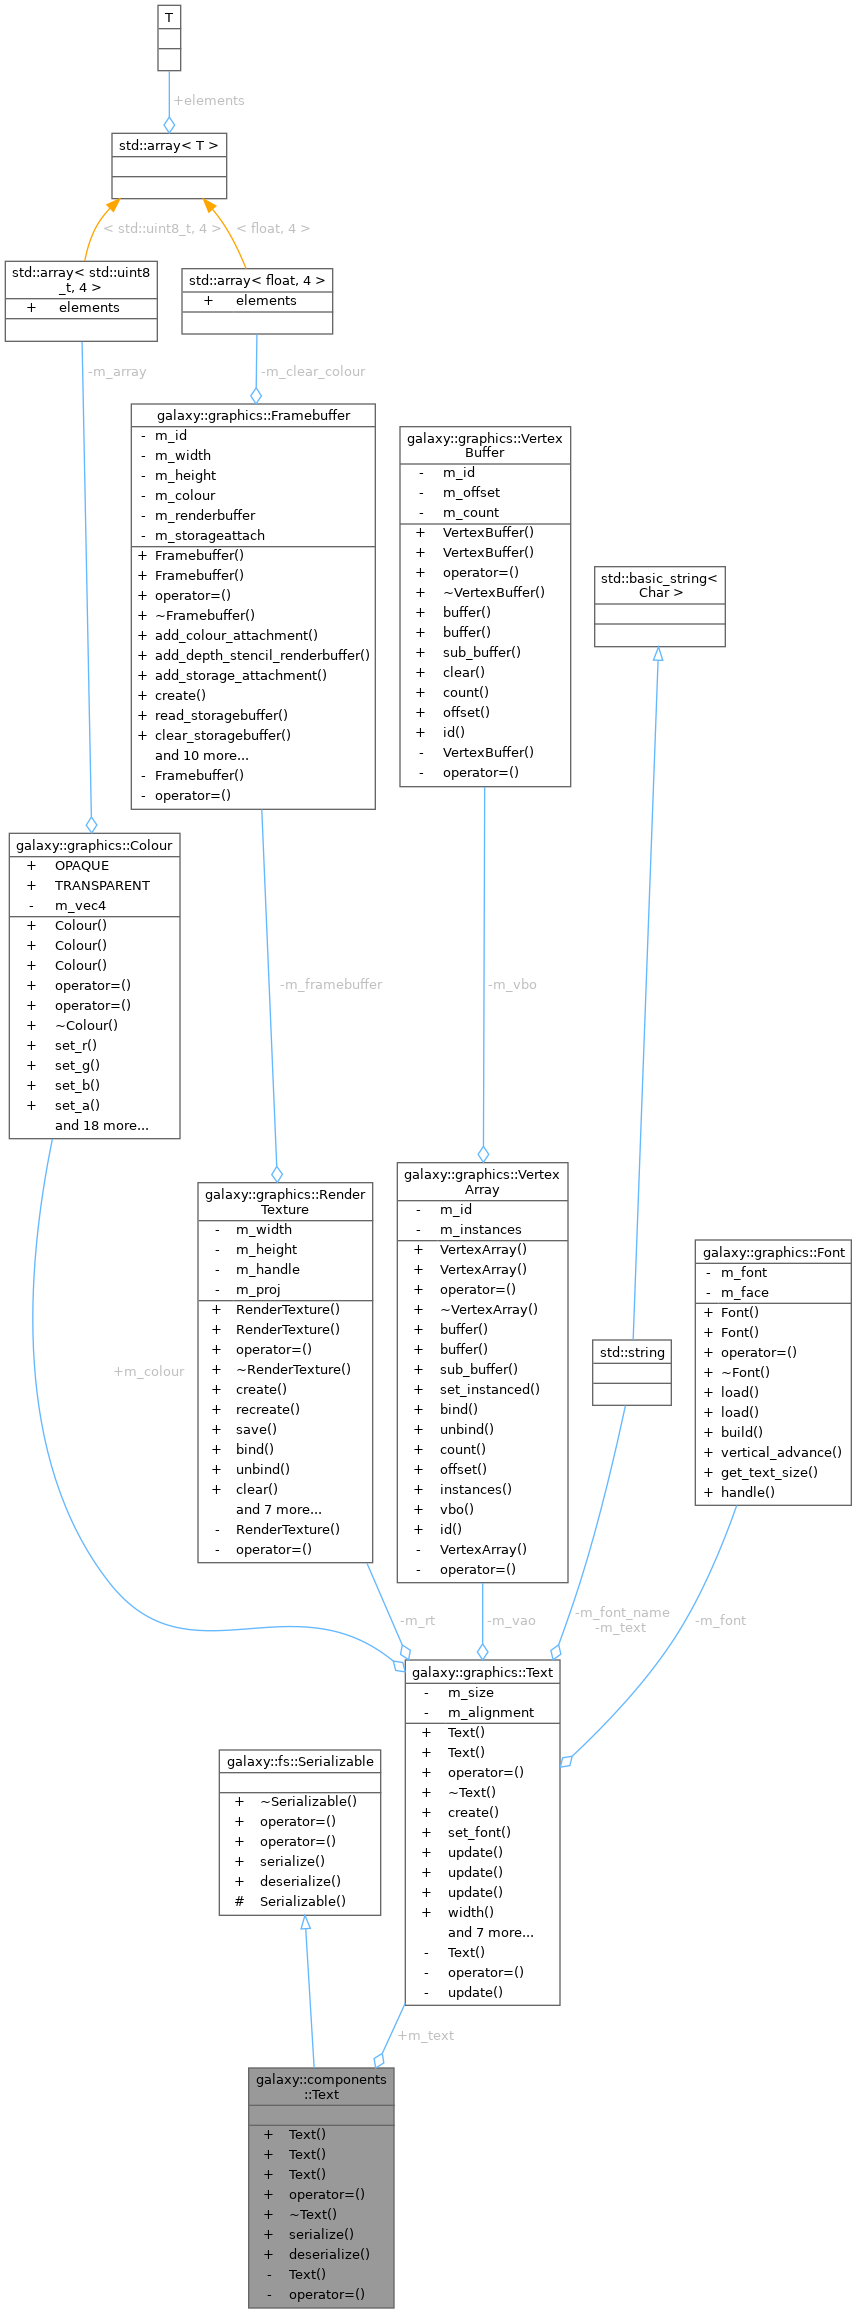 T
+elements
std::array< T >
< std::uint8_t, 4 >
< float, 4 >
std::array< std::uint8
_t, 4 >
+ elements
std::array< float, 4 >
+ elements
-m_array
-m_clear_colour
galaxy::graphics::Framebuffer
- m_id
- m_width
- m_height
- m_colour
- m_renderbuffer
- m_storageattach
+ Framebuffer()
+ Framebuffer()
+ operator=()
+ ~Framebuffer()
+ add_colour_attachment()
+ add_depth_stencil_renderbuffer()
+ add_storage_attachment()
+ create()
+ read_storagebuffer()
+ clear_storagebuffer()
and 10 more...
- Framebuffer()
- operator=()
galaxy::graphics::Vertex
Buffer
- m_id
- m_offset
- m_count
+ VertexBuffer()
+ VertexBuffer()
+ operator=()
+ ~VertexBuffer()
+ buffer()
+ buffer()
+ sub_buffer()
+ clear()
+ count()
+ offset()
+ id()
- VertexBuffer()
- operator=()
std::basic_string<
Char >
galaxy::graphics::Colour
+ OPAQUE
+ TRANSPARENT
- m_vec4
+ Colour()
+ Colour()
+ Colour()
+ operator=()
+ operator=()
+ ~Colour()
+ set_r()
+ set_g()
+ set_b()
+ set_a()
and 18 more...
-m_framebuffer
-m_vbo
galaxy::graphics::Render
Texture
- m_width
- m_height
- m_handle
- m_proj
+ RenderTexture()
+ RenderTexture()
+ operator=()
+ ~RenderTexture()
+ create()
+ recreate()
+ save()
+ bind()
+ unbind()
+ clear()
and 7 more...
- RenderTexture()
- operator=()
galaxy::graphics::Vertex
Array
- m_id
- m_instances
+ VertexArray()
+ VertexArray()
+ operator=()
+ ~VertexArray()
+ buffer()
+ buffer()
+ sub_buffer()
+ set_instanced()
+ bind()
+ unbind()
+ count()
+ offset()
+ instances()
+ vbo()
+ id()
- VertexArray()
- operator=()
std::string
galaxy::graphics::Font
- m_font
- m_face
+ Font()
+ Font()
+ operator=()
+ ~Font()
+ load()
+ load()
+ build()
+ vertical_advance()
+ get_text_size()
+ handle()
+m_colour
-m_rt
-m_vao
-m_font_name
-m_text
-m_font
galaxy::graphics::Text
- m_size
- m_alignment
+ Text()
+ Text()
+ operator=()
+ ~Text()
+ create()
+ set_font()
+ update()
+ update()
+ update()
+ width()
and 7 more...
- Text()
- operator=()
- update()
galaxy::fs::Serializable
+ ~Serializable()
+ operator=()
+ operator=()
+ serialize()
+ deserialize()
# Serializable()
+m_text
galaxy::components
::Text
+ Text()
+ Text()
+ Text()
+ operator=()
+ ~Text()
+ serialize()
+ deserialize()
- Text()
- operator=()